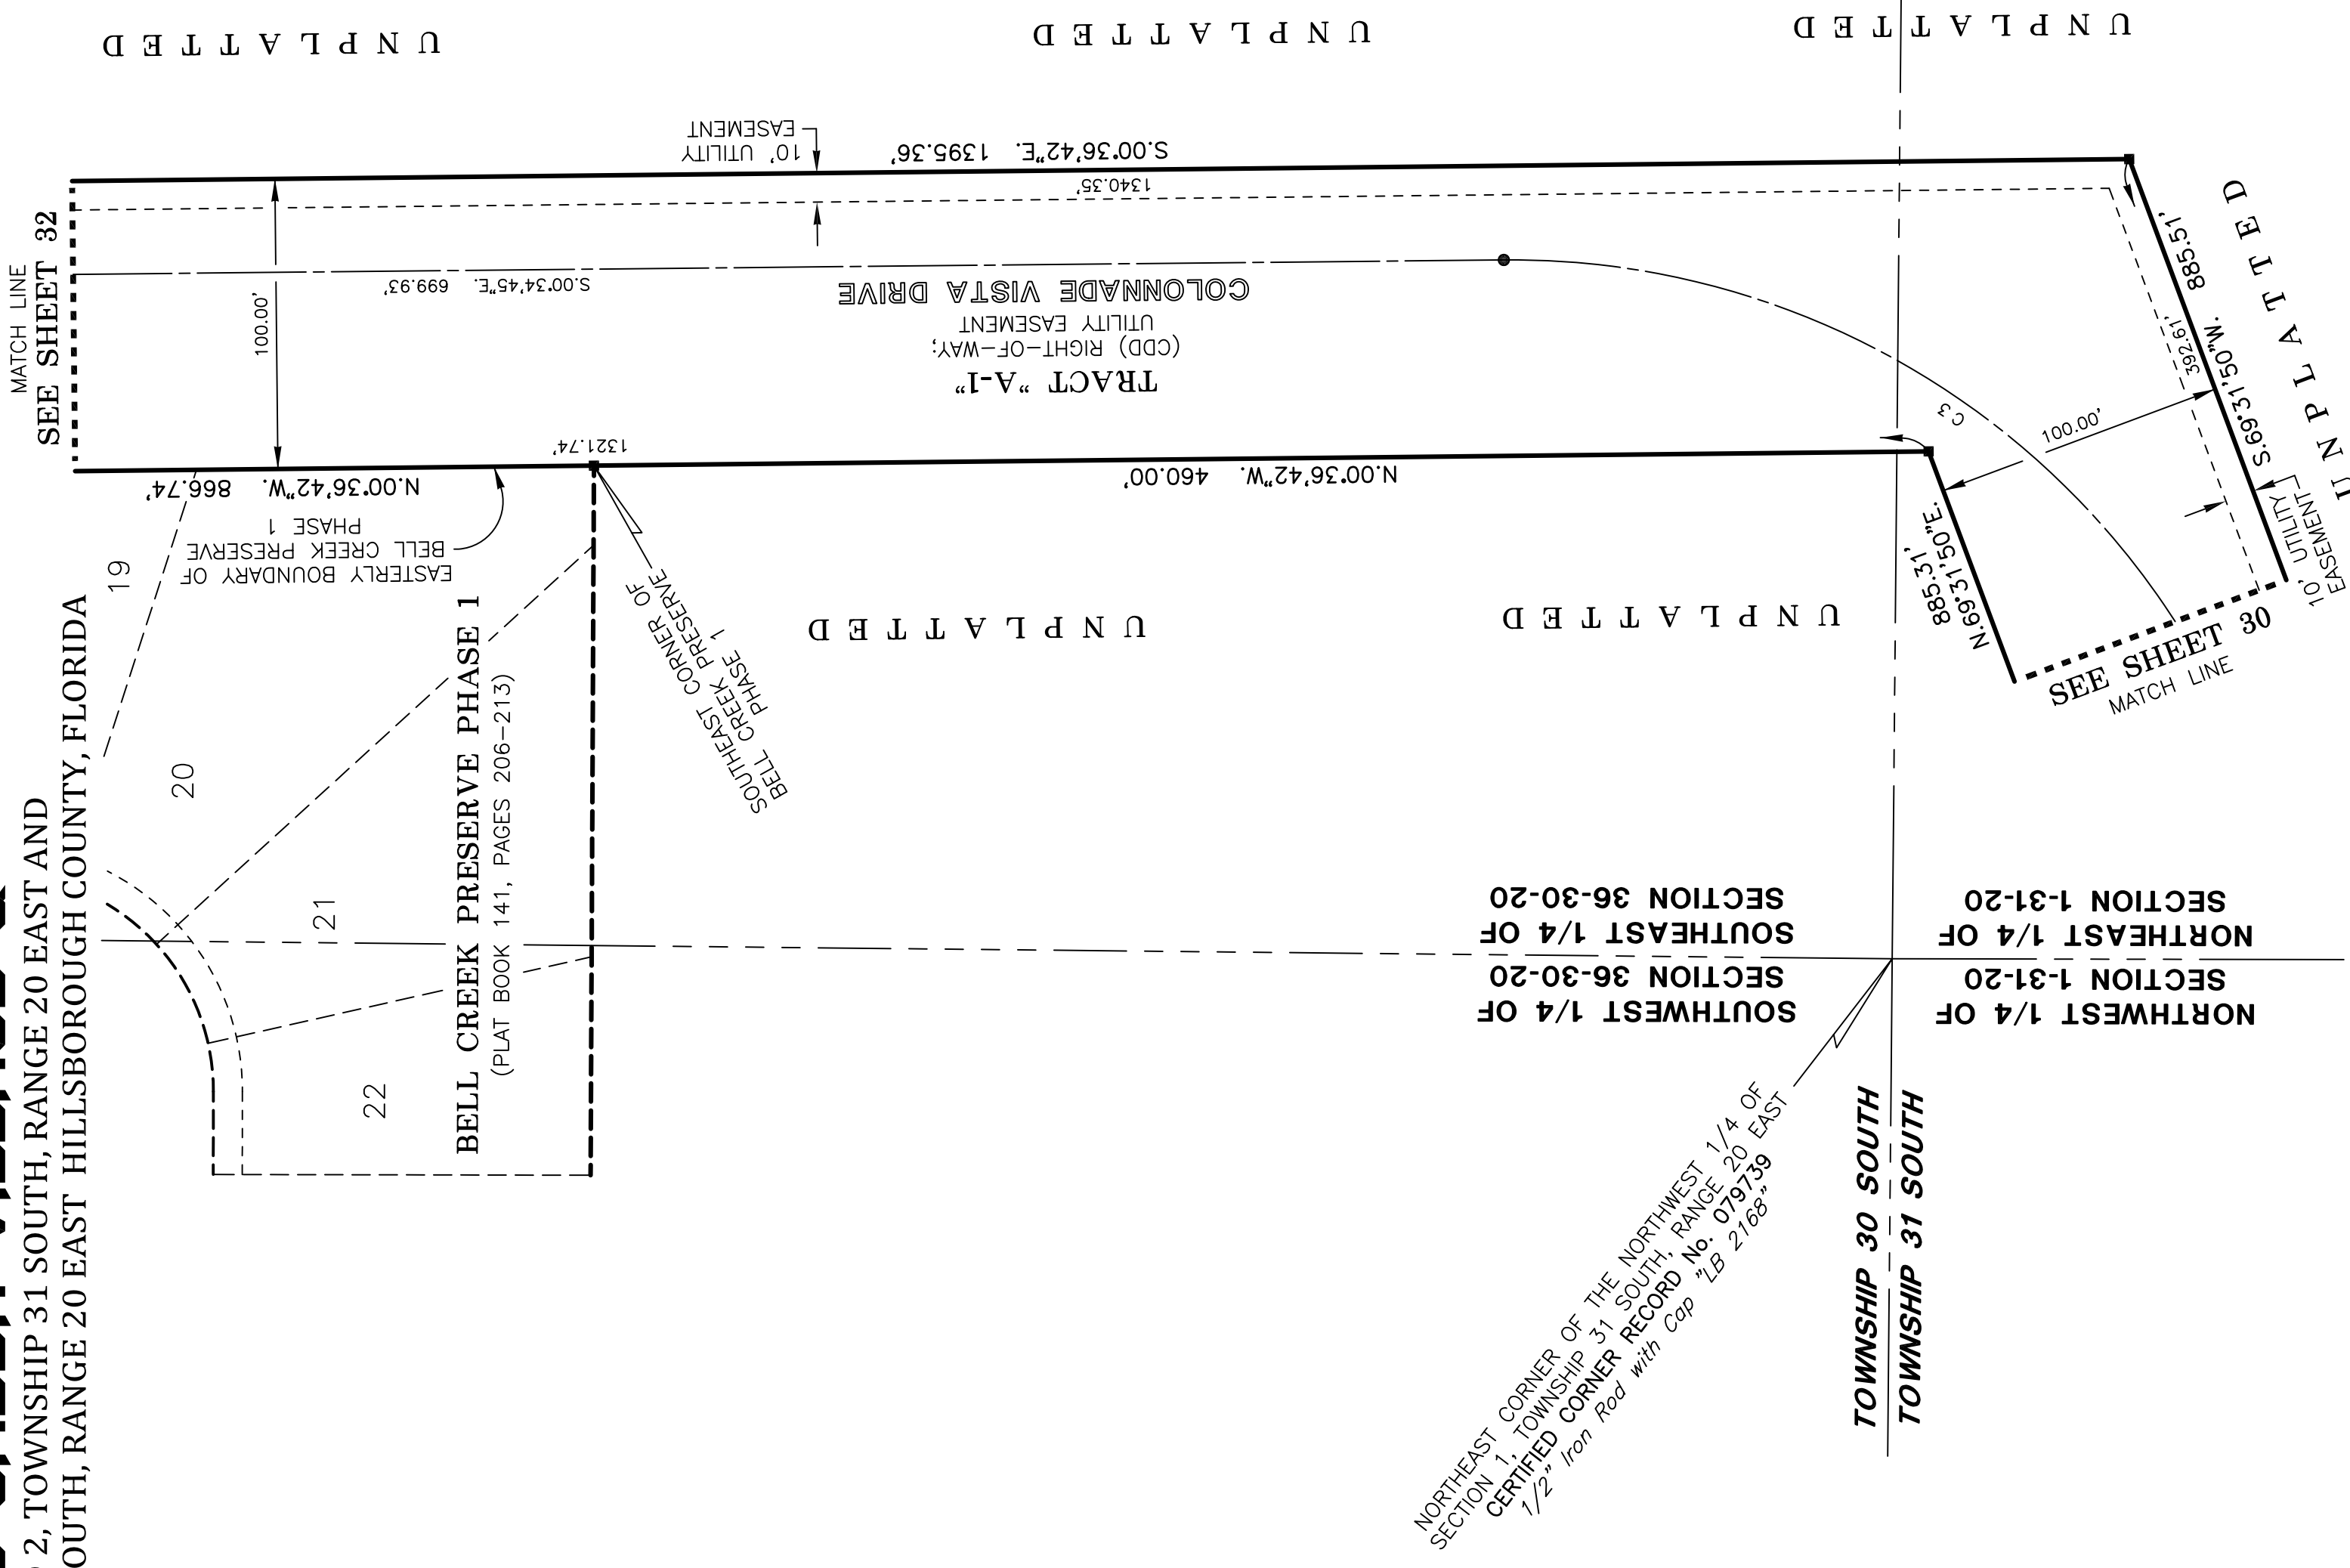 UNPLATTED
UNPLATTED
UNPLATTED
10' UTILITY
EASEMENT
S.00°36'42"E. 1395.36'
1340.35'
MATCH LINE
SEE SHEET 32
100.00'
S.00°34'45"E. 699.93'
COLONNADE VISTA DRIVE
TRACT "A-1"
(CDD) RIGHT-OF-WAY;
UTILITY EASEMENT
C 3
100.00'
885.51'
S.69°31'50"W.
392.61'
UNPLATTED
10' UTILITY
EASEMENT
1321.74'
N.00°36'42"W. 866.74'
N.00°36'42"W. 460.00'
885.31'
N.69°31'50"E.
SEE SHEET 30
MATCH LINE
EASTERLY BOUNDARY OF
BELL CREEK PRESERVE
PHASE 1
SOUTHEAST CORNER OF
BELL CREEK PRESERVE
PHASE 1
UNPLATTED
UNPLATTED
19
20
21
22
BELL CREEK PRESERVE PHASE 1
(PLAT BOOK 141, PAGES 206-213)
2, TOWNSHIP 31 SOUTH, RANGE 20 EAST AND
OUTH, RANGE 20 EAST HILLSBOROUGH COUNTY, FLORIDA
SOUTHEAST 1/4 OF
SECTION 36-30-20
NORTHEAST 1/4 OF
SECTION 1-31-20
SOUTHWEST 1/4 OF
SECTION 36-30-20
NORTHWEST 1/4 OF
SECTION 1-31-20
TOWNSHIP 30 SOUTH
TOWNSHIP 31 SOUTH
NORTHEAST CORNER OF THE NORTHWEST 1/4 OF
SECTION 1, TOWNSHIP 31 SOUTH, RANGE 20 EAST
CERTIFIED CORNER RECORD No. 079739
1/2" Iron Rod with Cap "LB 2168"